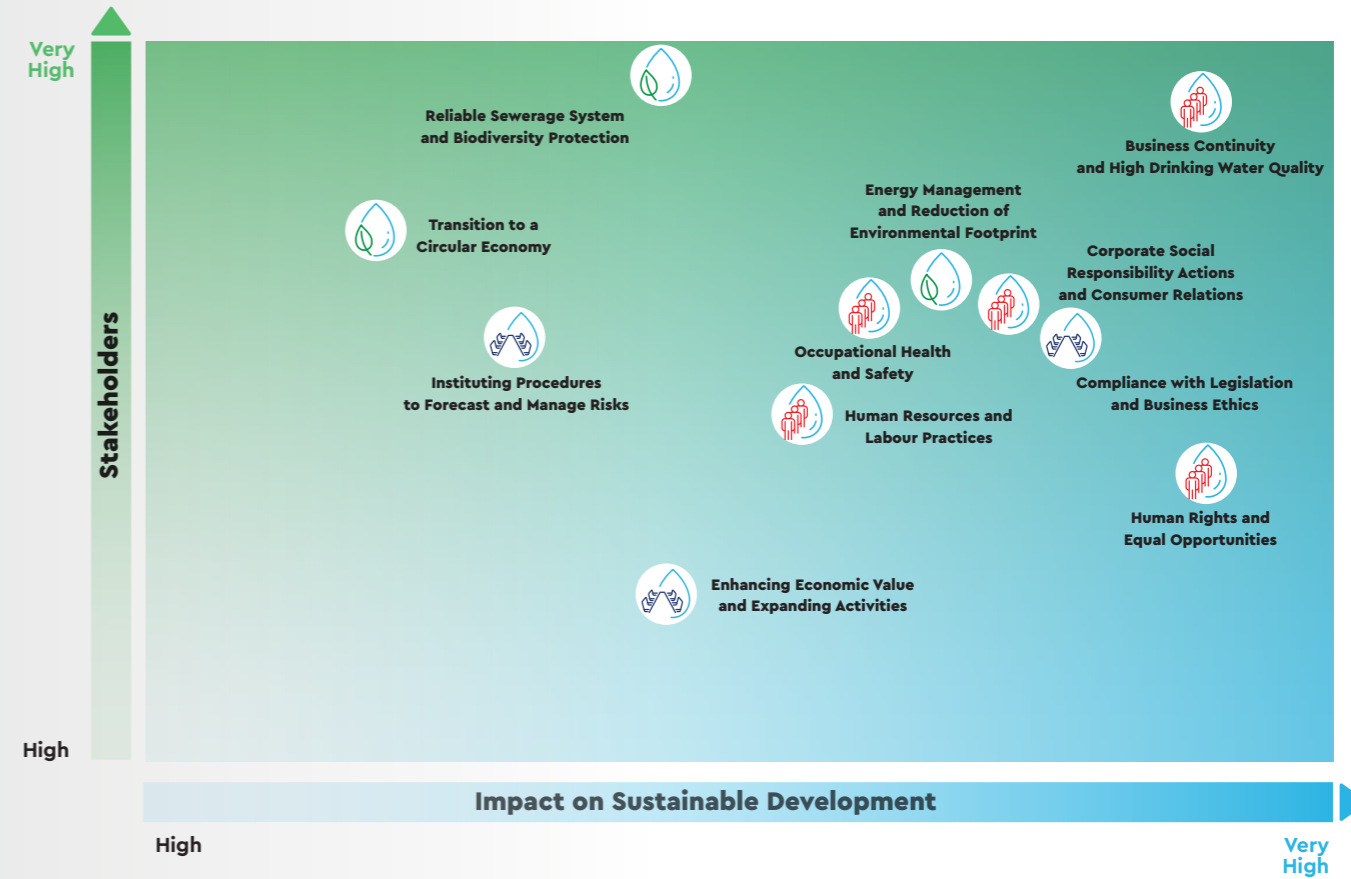 Very
High
Reliable Sewerage System
and Biodiversity Protection
Business Continuity
and High Drinking Water Quality
Energy Management
and Reduction of
Environmental Footprint
Transition to a
Circular Economy
Corporate Social
Responsibility Actions
and Consumer Relations
Stakeholders
Occupational Health
and Safety
Instituting Procedures
to Forecast and Manage Risks
Compliance with Legislation
and Business Ethics
Human Resources and
Labour Practices
Human Rights and
Equal Opportunities
Enhancing Economic Value
and Expanding Activities
High
Impact on Sustainable Development
High
Very
High